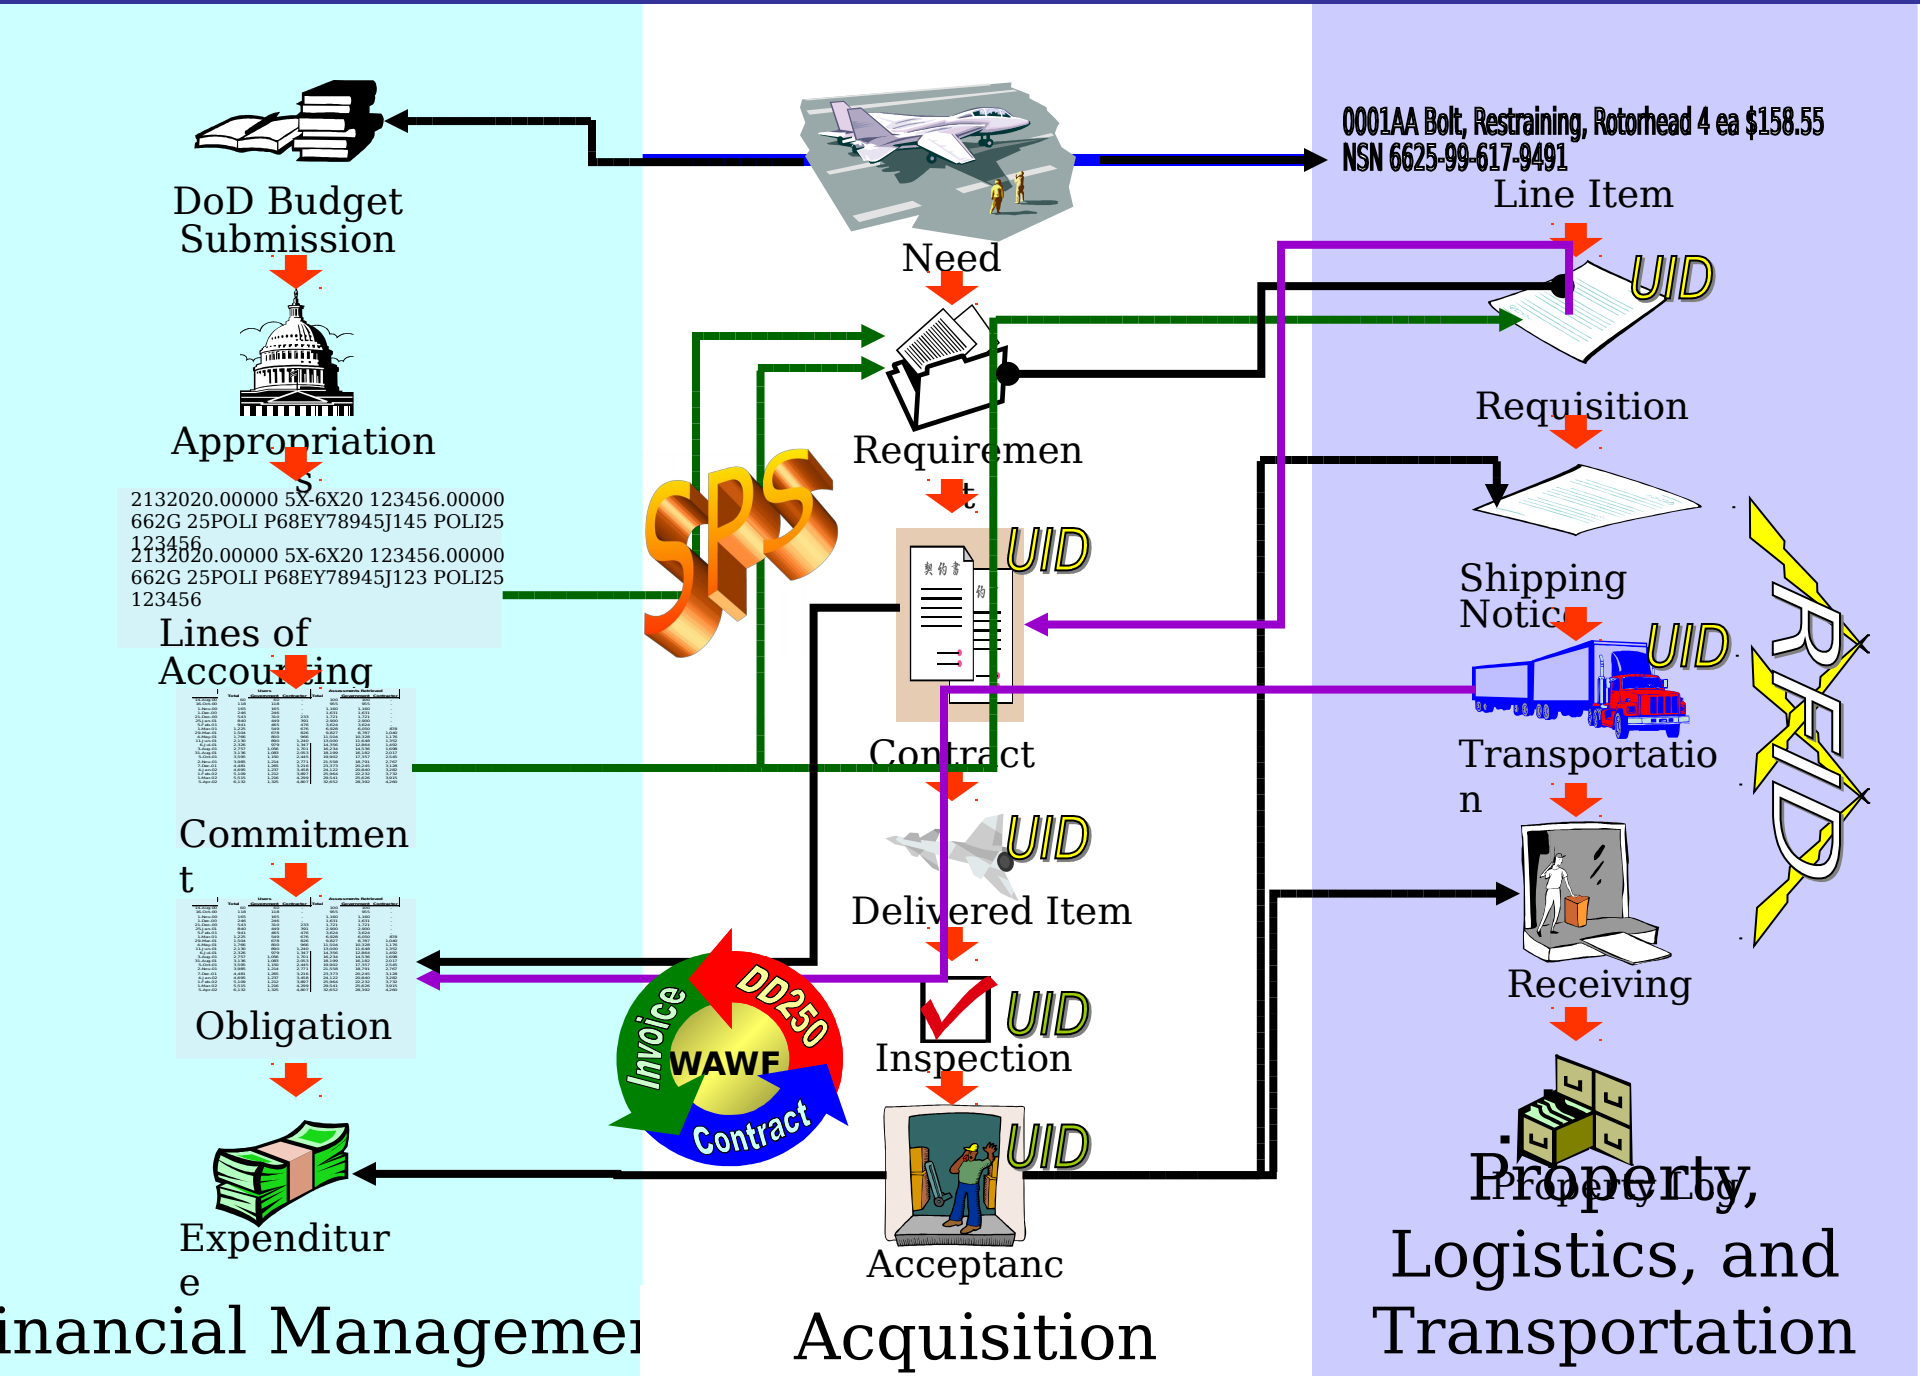 DoD Budget
Submission
Appropriation
s
2132020.00000 5X-6X20 123456.00000
662G 25POLI P68EY78945J145 POLI25
123456
2132020.00000 5X-6X20 123456.00000
662G 25POLI P68EY78945J123 POLI25
123456
Lines of
Accounting
Commitmen
t
Obligation
Expenditur
e
inancial Managemen
SPS
Need
Requiremen
t
契約書
約
UID
Contract
UID
Delivered Item
UID
Inspection
UID
Acceptanc
Invoice
DD250
WAWF
Contract
Acquisition
0001AA Bolt, Restraining, Rotorhead 4 ea $158.55
NSN 6625-99-617-9491
Line Item
UID
Requisition
Shipping
Notice
UID
Transportatio
n
RFID
Receiving
Property Log
Property,
Logistics, and
Transportation